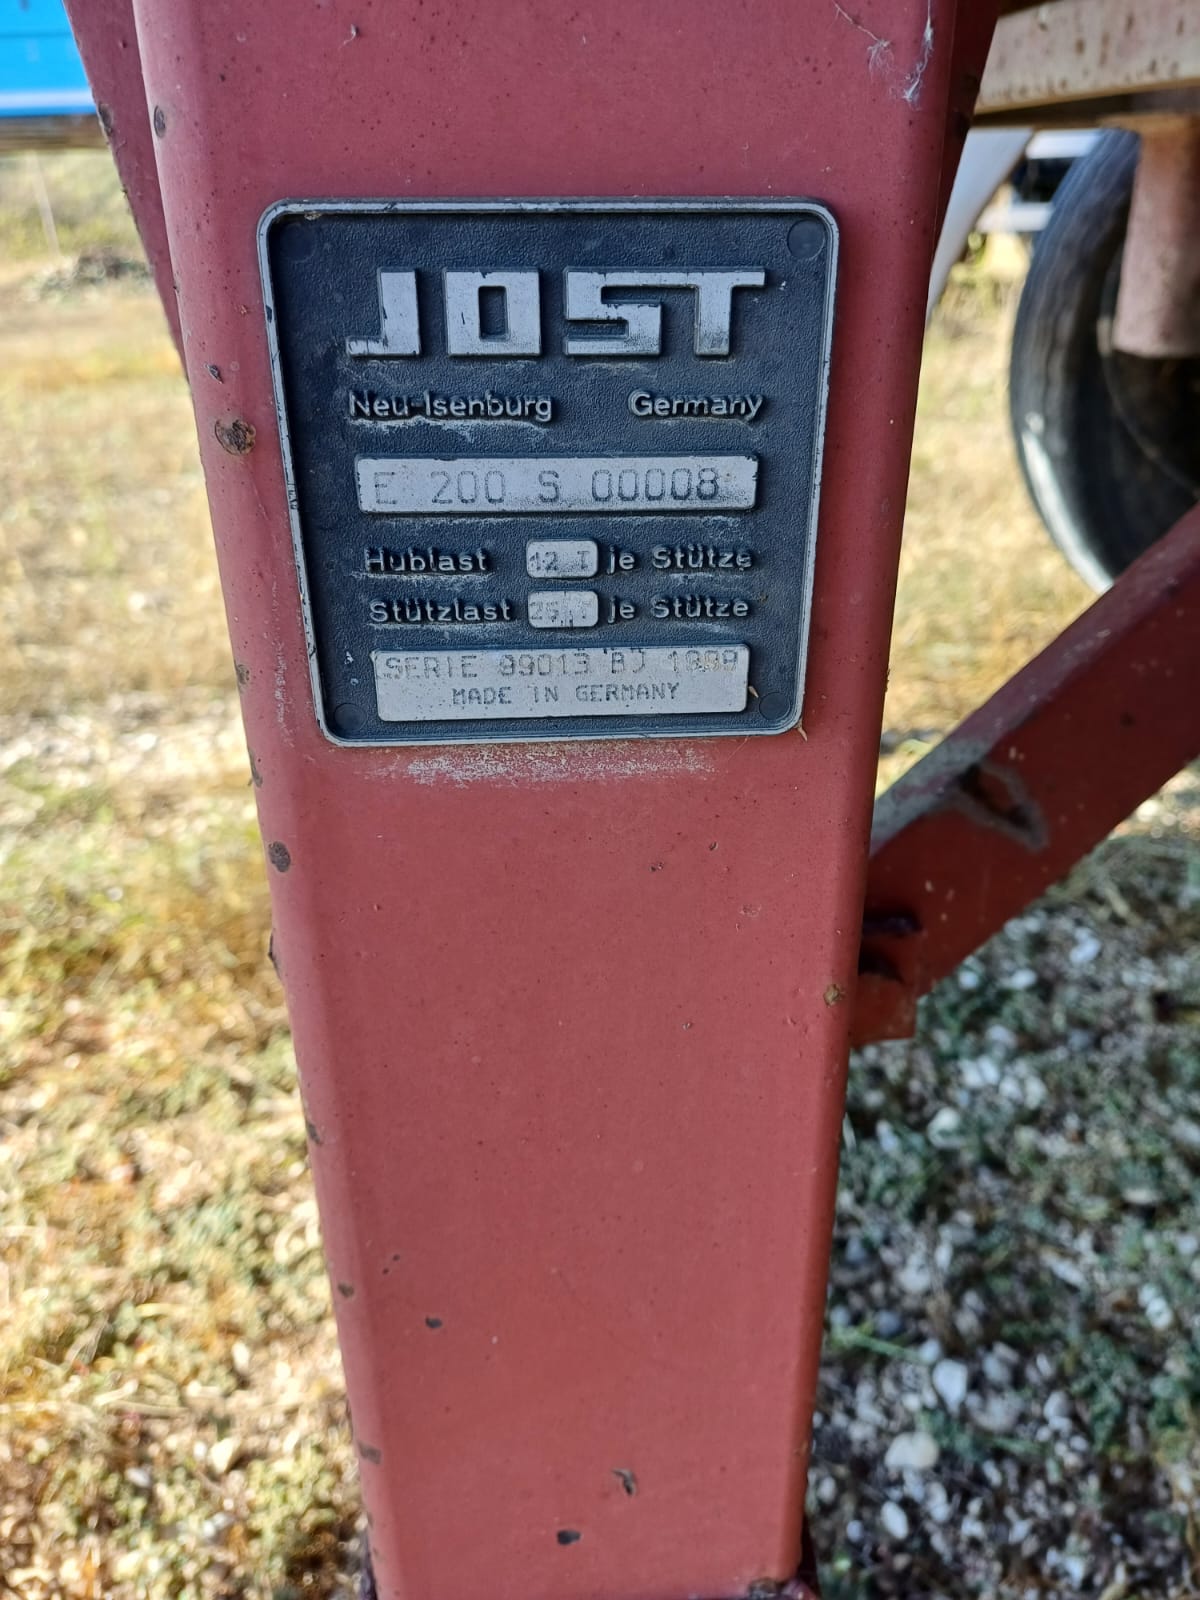 JOST
Neu-Isenburg Germany
E 200 S 00008
Hublast 12 T je Stütze
Stützlast 25 T je Stütze
SERIE 89013 BJ
MADE IN GERMANY